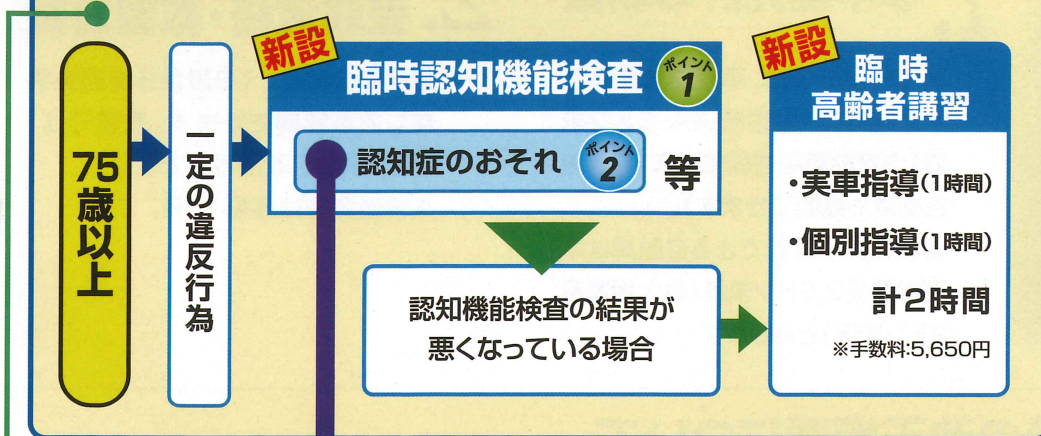 75歳以上
一定の違反行為
新設
臨時認知機能検査
ポイント
1
認知症のおそれ
ポイント
2
等
認知機能検査の結果が
悪くなっている場合
新設
臨時
高齢者講習
・実車指導(1時間)
・個別指導(1時間)
計2時間
※手数料:5,650円